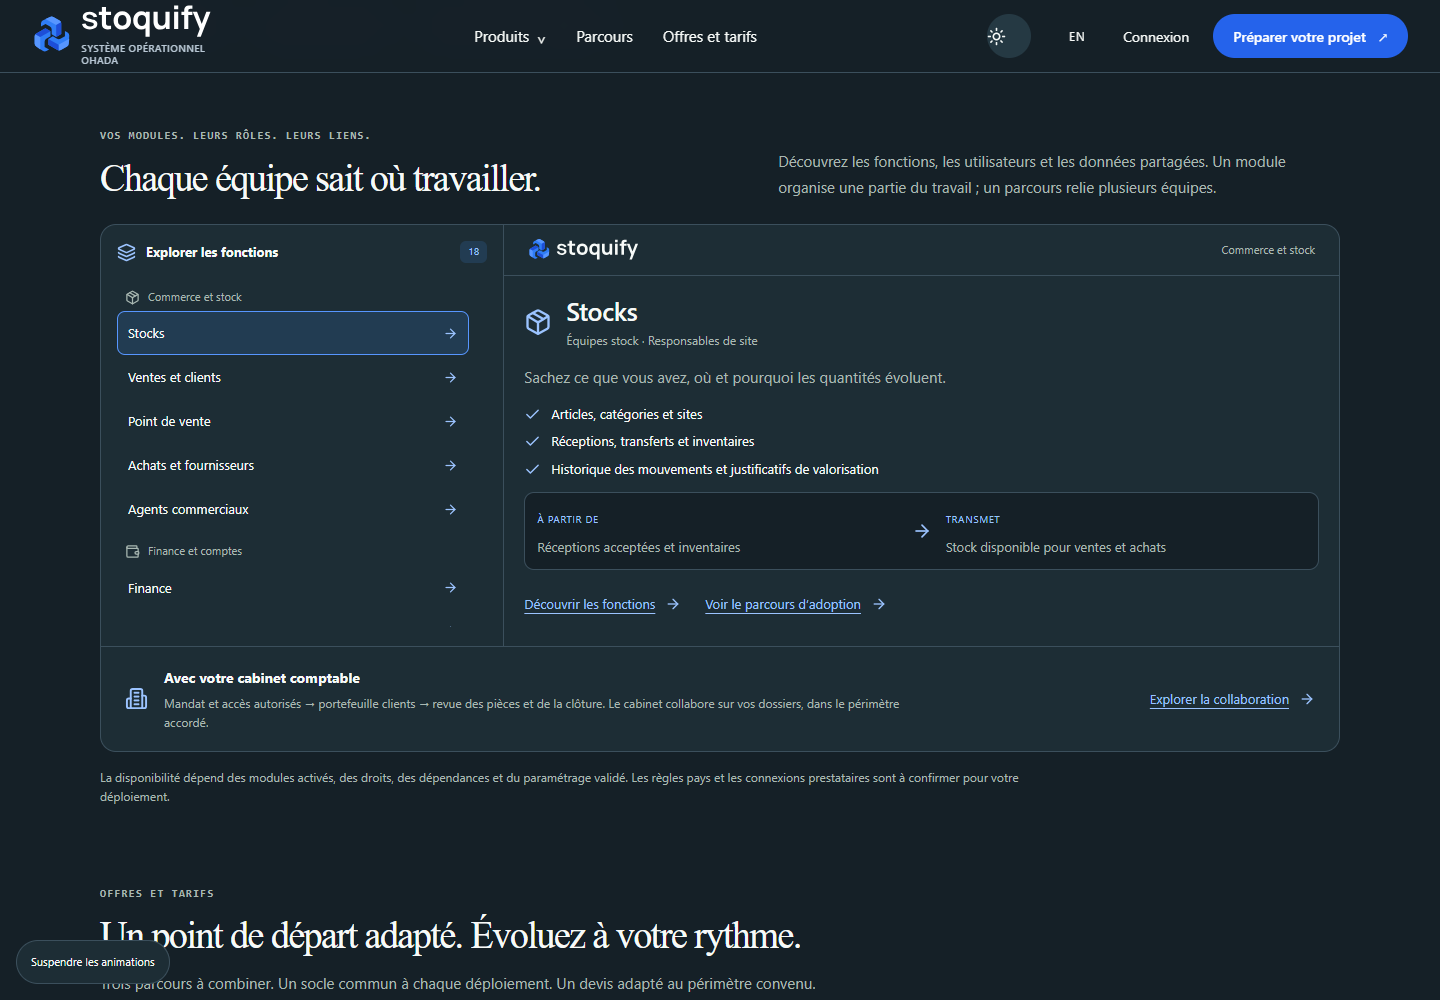 stoquify
SYSTÈME OPÉRATIONNEL
OHADA
Produits
Parcours
Offres et tarifs
EN
Connexion
Préparer votre projet ↗
VOS MODULES. LEURS RÔLES. LEURS LIENS.
Chaque équipe sait où travailler.
Découvrez les fonctions, les utilisateurs et les données partagées. Un module
organise une partie du travail ; un parcours relie plusieurs équipes.
Explorer les fonctions
18
Commerce et stock
Stocks
Ventes et clients
Point de vente
Achats et fournisseurs
Agents commerciaux
Finance et comptes
Finance
stoquify
Commerce et stock
Stocks
Équipes stock · Responsables de site
Sachez ce que vous avez, où et pourquoi les quantités évoluent.
Articles, catégories et sites
Réceptions, transferts et inventaires
Historique des mouvements et justificatifs de valorisation
À PARTIR DE
Réceptions acceptées et inventaires
TRANSMET
Stock disponible pour ventes et achats
Découvrir les fonctions
Voir le parcours d'adoption
Avec votre cabinet comptable
Mandat et accès autorisés → portefeuille clients → revue des pièces et de la clôture. Le cabinet collabore sur vos dossiers, dans le périmètre
accordé.
Explorer la collaboration
La disponibilité dépend des modules activés, des droits, des dépendances et du paramétrage validé. Les règles pays et les connexions prestataires sont à confirmer pour votre
déploiement.
OFFRES ET TARIFS
Un point de départ adapté. Évoluez à votre rythme.
Suspendre les animations
Trois parcours à combiner. Un socle commun à chaque déploiement. Un devis adapté au périmètre convenu.